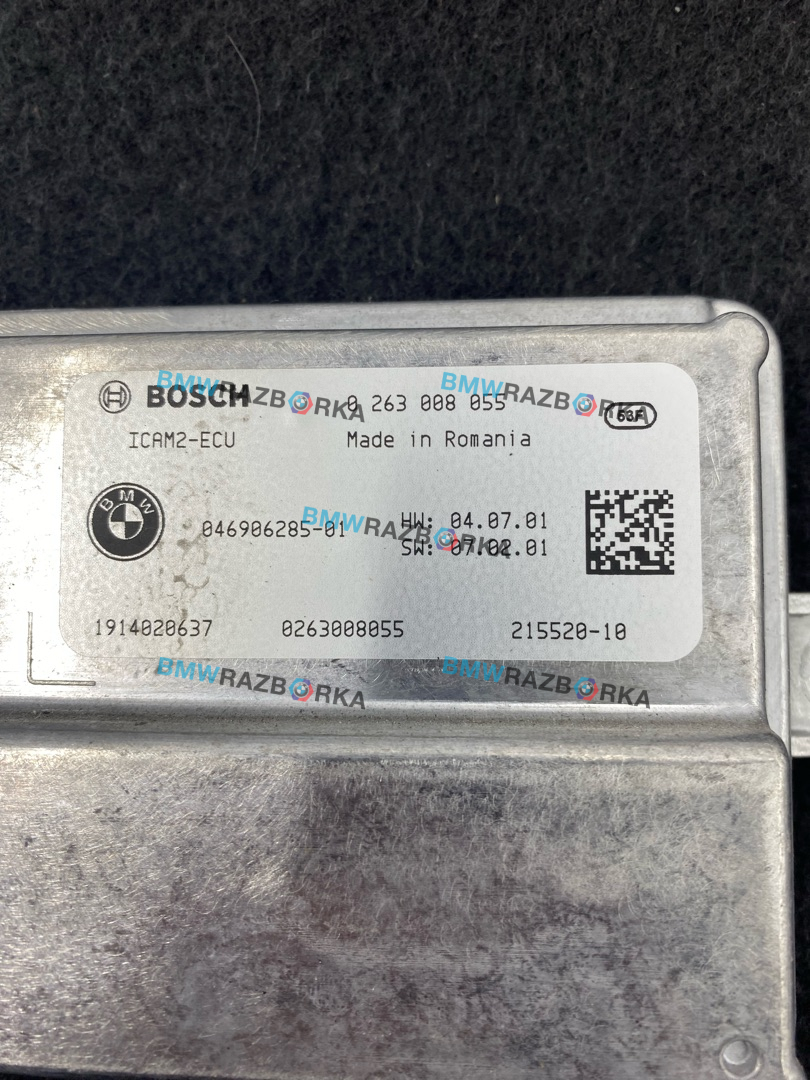 BOSCH 0 263 008 055
63F
ICAM2-ECU Made in Romania
BMW
046906285-01 HW: 04.07.01
SW: 07.02.01
1914020637 0263008055 215520-10
BMWRAZBORKA
BMWRAZBORKA
BMWRAZBORKA
BMWRAZBORKA
BMWRAZBORKA